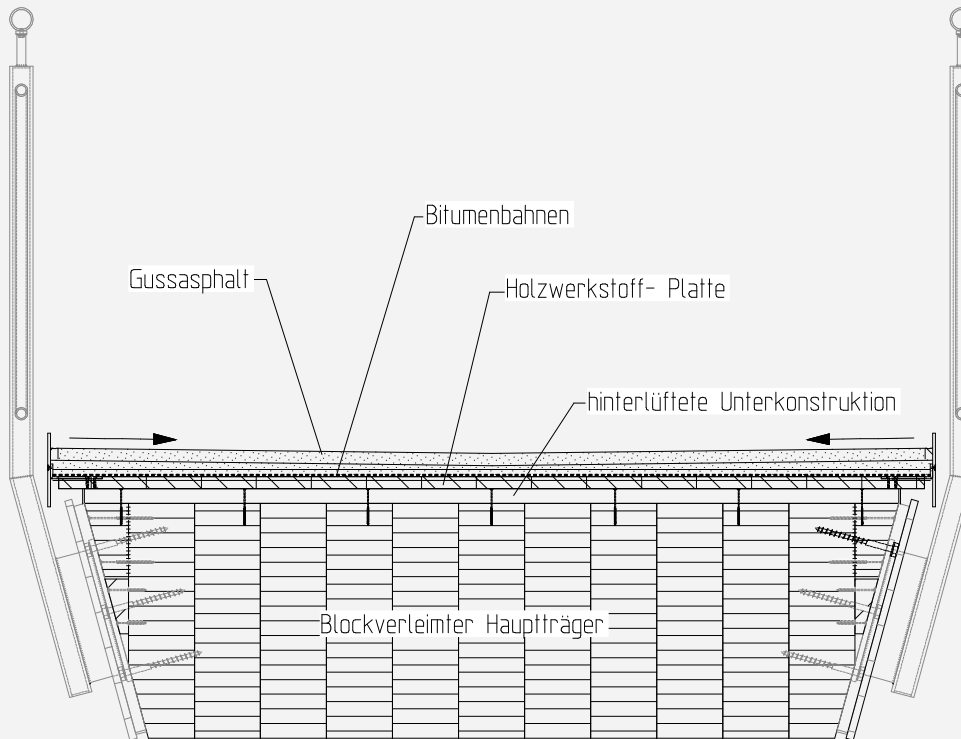 Bitumenbahnen
Gussasphalt
Holzwerkstoff- Platte
hinterlüftete Unterkonstruktion
Blockverleimter Hauptträger